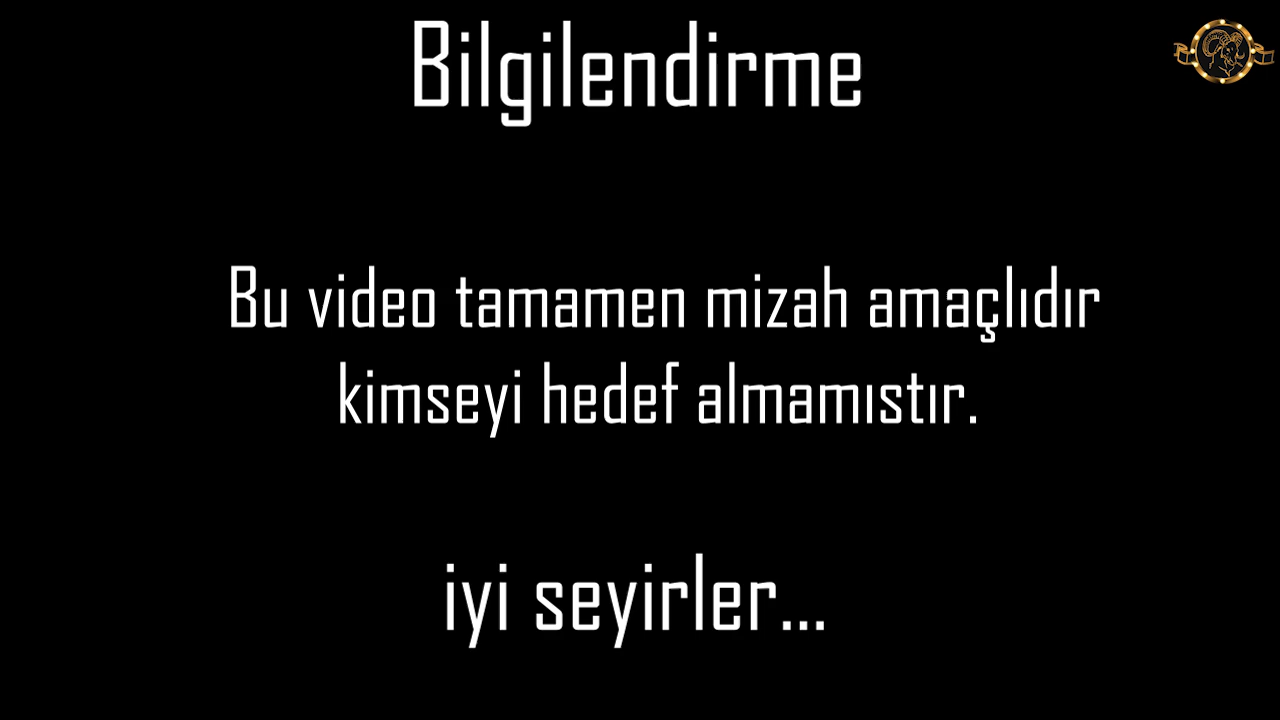 Bilgilendirme
Bu video tamamen mizah amaçlıdır
kimseyi hedef almamıstır.
iyi seyirler...